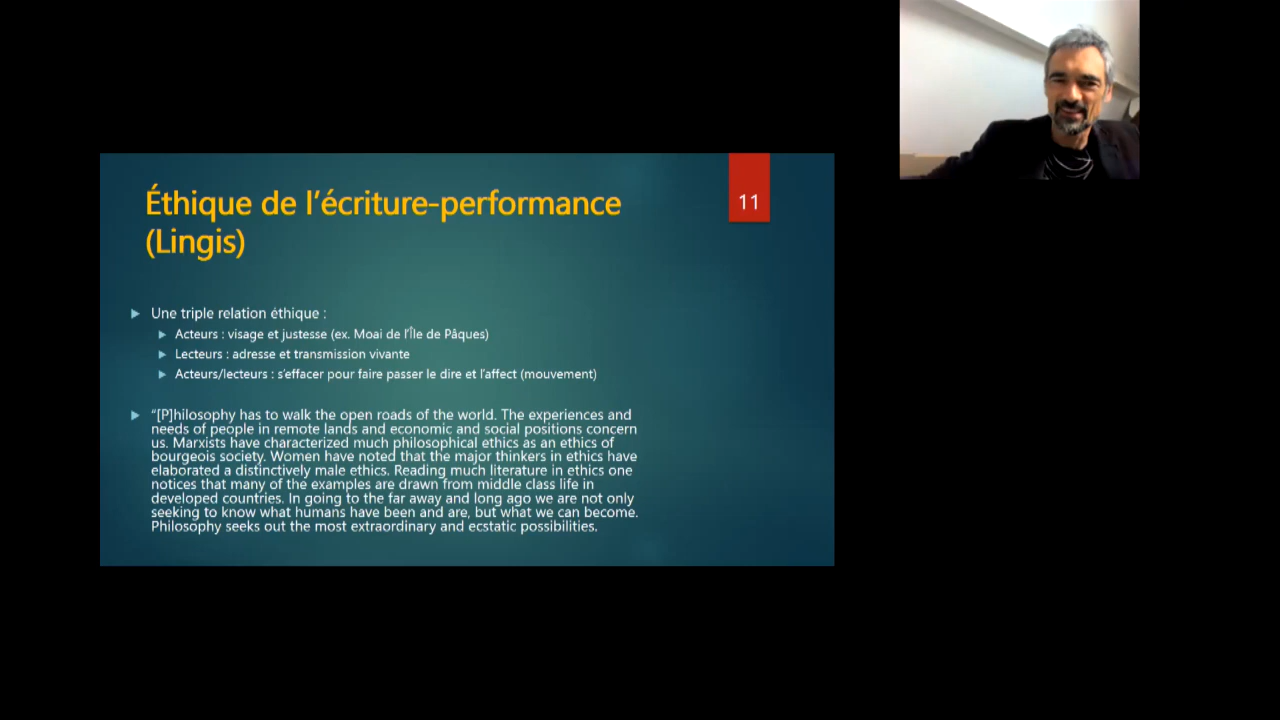 Éthique de l’écriture-performance
(Lingis)
11
Une triple relation éthique :
Acteurs : visage et justesse (ex. Moai de l’Île de Pâques)
Lecteurs : adresse et transmission vivante
Acteurs/lecteurs : s’effacer pour faire passer le dire et l’affect (mouvement)
“[P]hilosophy has to walk the open roads of the world. The experiences and
needs of people in remote lands and economic and social positions concern
us. Marxists have characterized much philosophical ethics as an ethics of
bourgeois society. Women have noted that the major thinkers in ethics have
elaborated a distinctively male ethics. Reading much literature in ethics one
notices that many of the examples are drawn from middle class life in
developed countries. In going to the far away and long ago we are not only
seeking to know what humans have been and are, but what we can become.
Philosophy seeks out the most extraordinary and ecstatic possibilities.